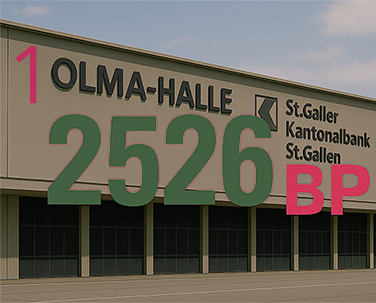 1
OLMA-HALLE
St.Galler
Kantonalbank
St.Gallen
2526
BP